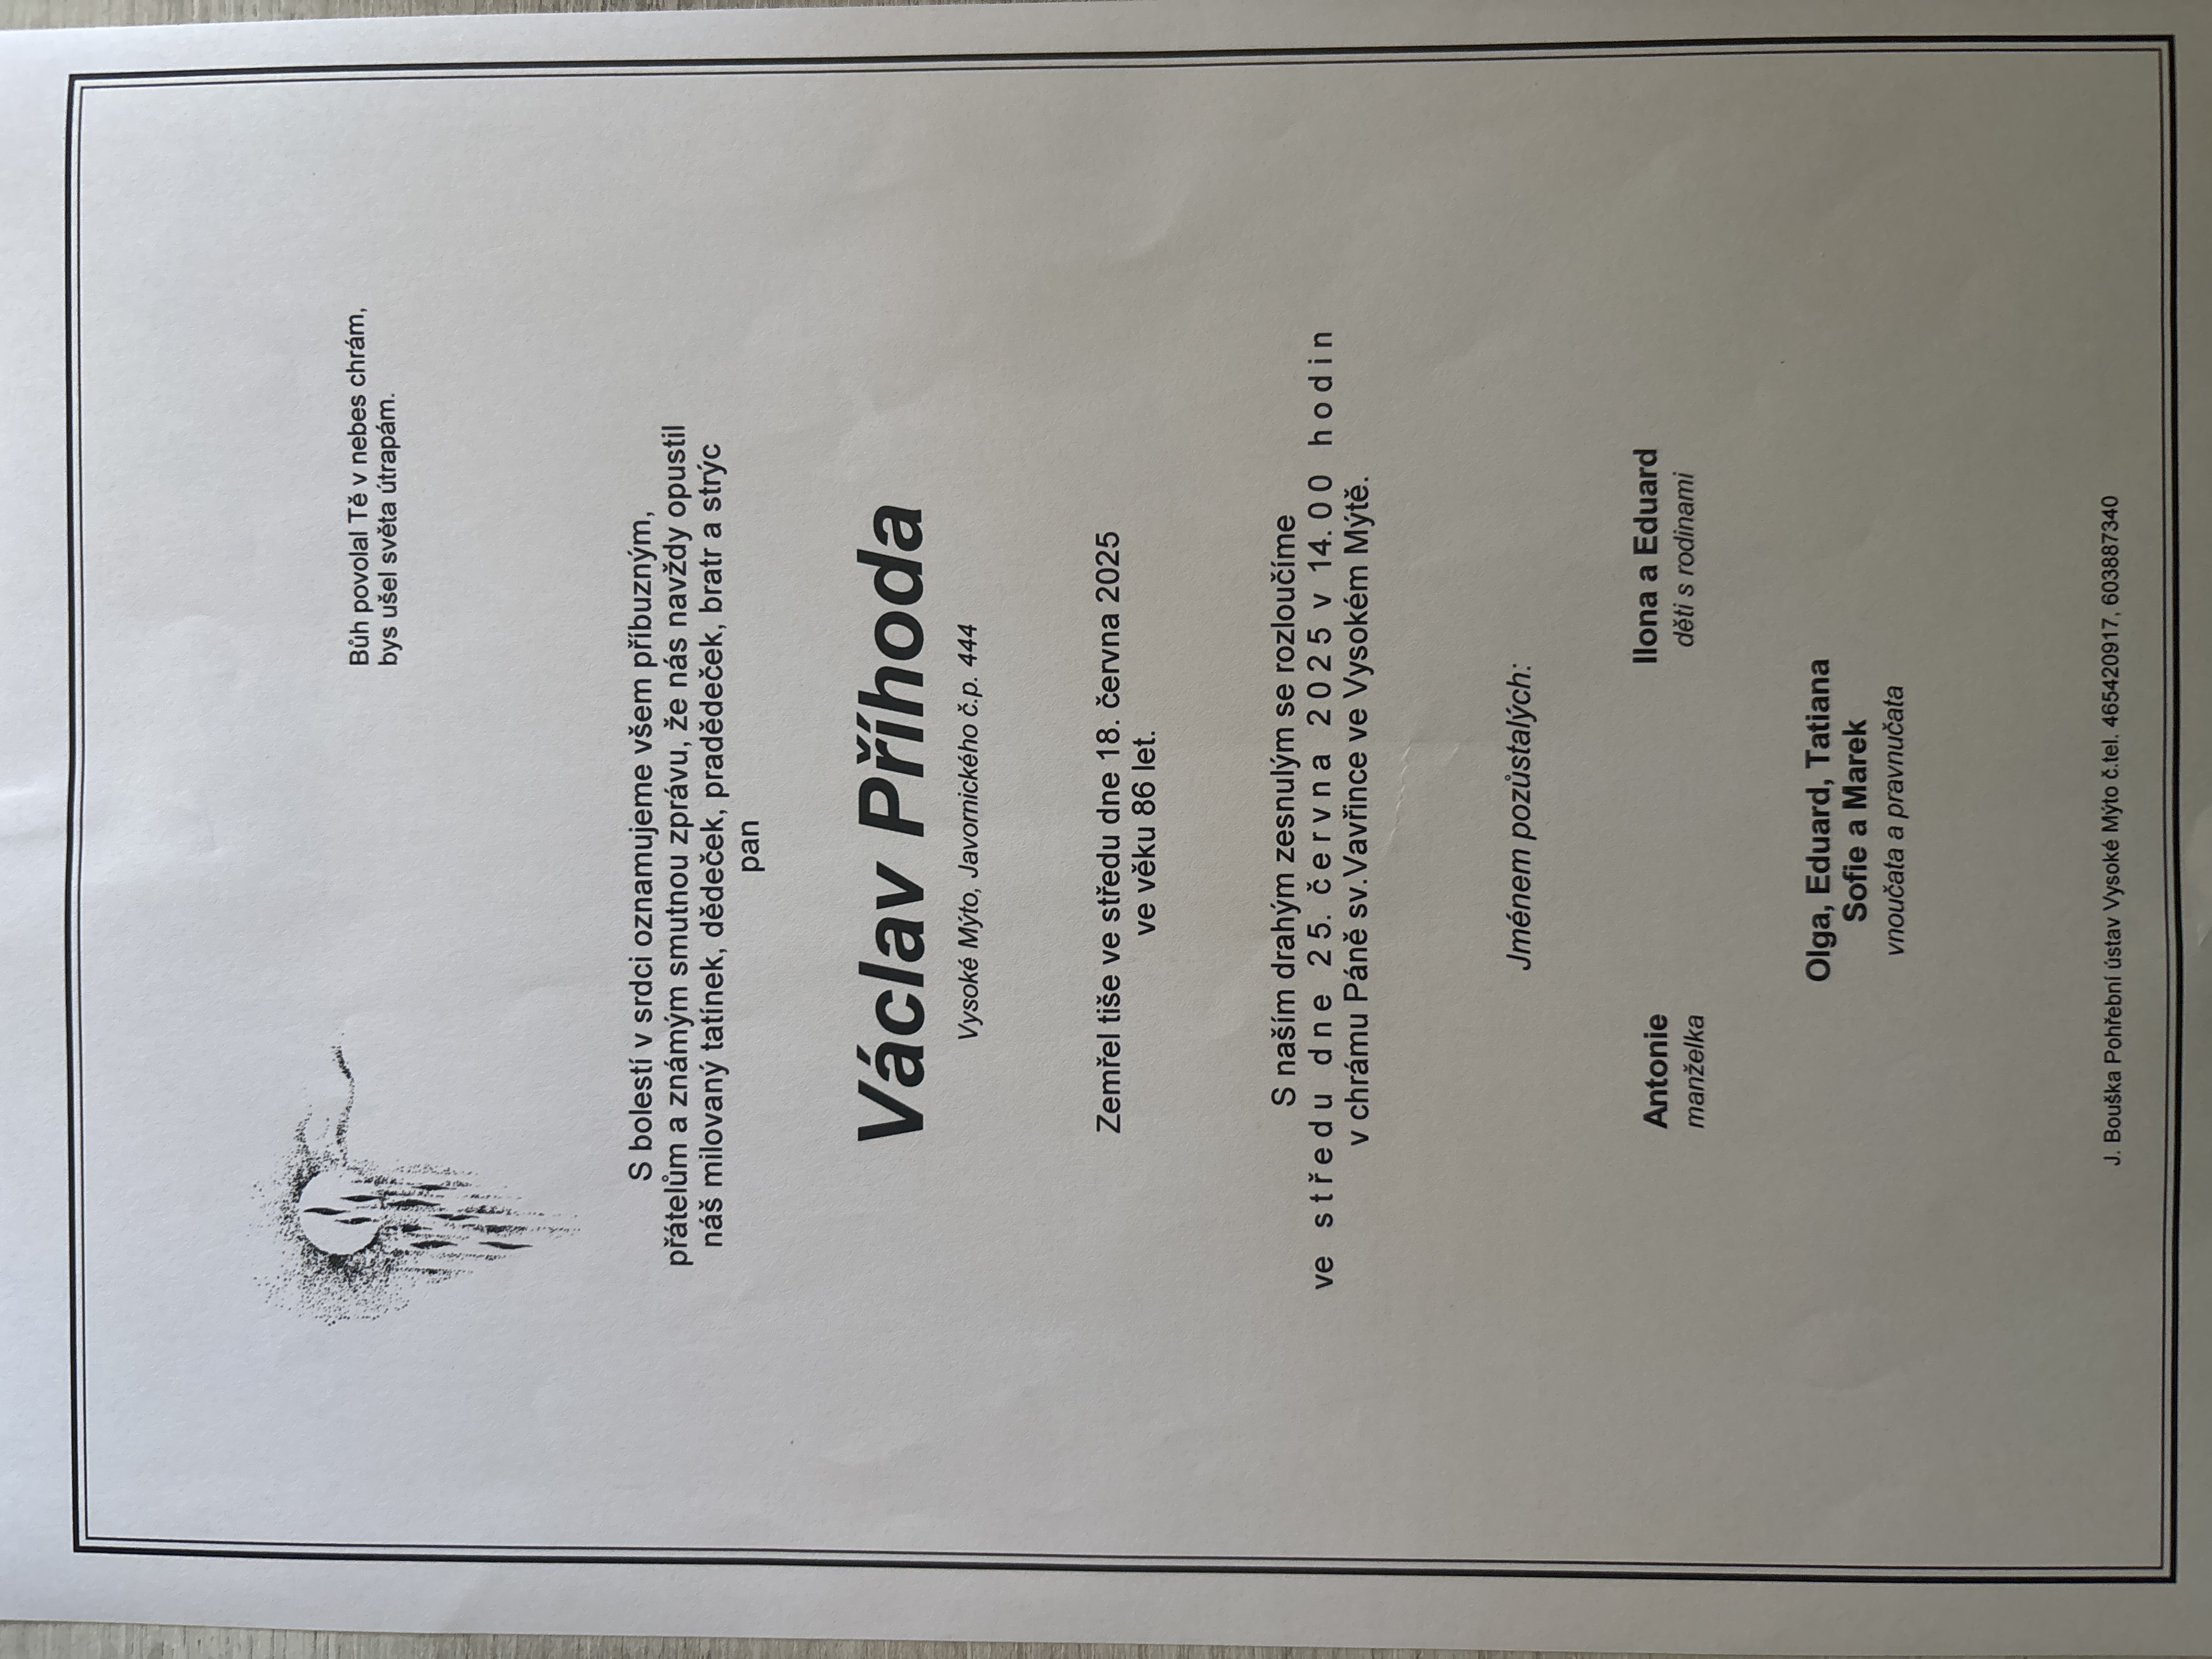 Bůh povolal Tě v nebes chrám,
bys ušel světa útrapám.
S bolestí v srdci oznamujeme všem příbuzným,
přátelům a známým smutnou zprávu, že nás navždy opustil
náš milovaný tatínek, dědeček, pradědeček, bratr a strýc
pan
Václav Příhoda
Vysoké Mýto, Javornického č.p. 444
Zemřel tiše ve středu dne 18. června 2025
ve věku 86 let.
S naším drahým zesnulým se rozloučíme
ve středu dne 25. června 2025 v 14.00 hodin
v chrámu Páně sv.Vavřince ve Vysokém Mýtě.
Jménem pozůstalých:
Antonie
manželka
Ilona a Eduard
děti s rodinami
Olga, Eduard, Tatiana
Sofie a Marek
vnoučata a pravnučata
J. Bouška Pohřební ústav Vysoké Mýto č.tel. 465420917, 603887340